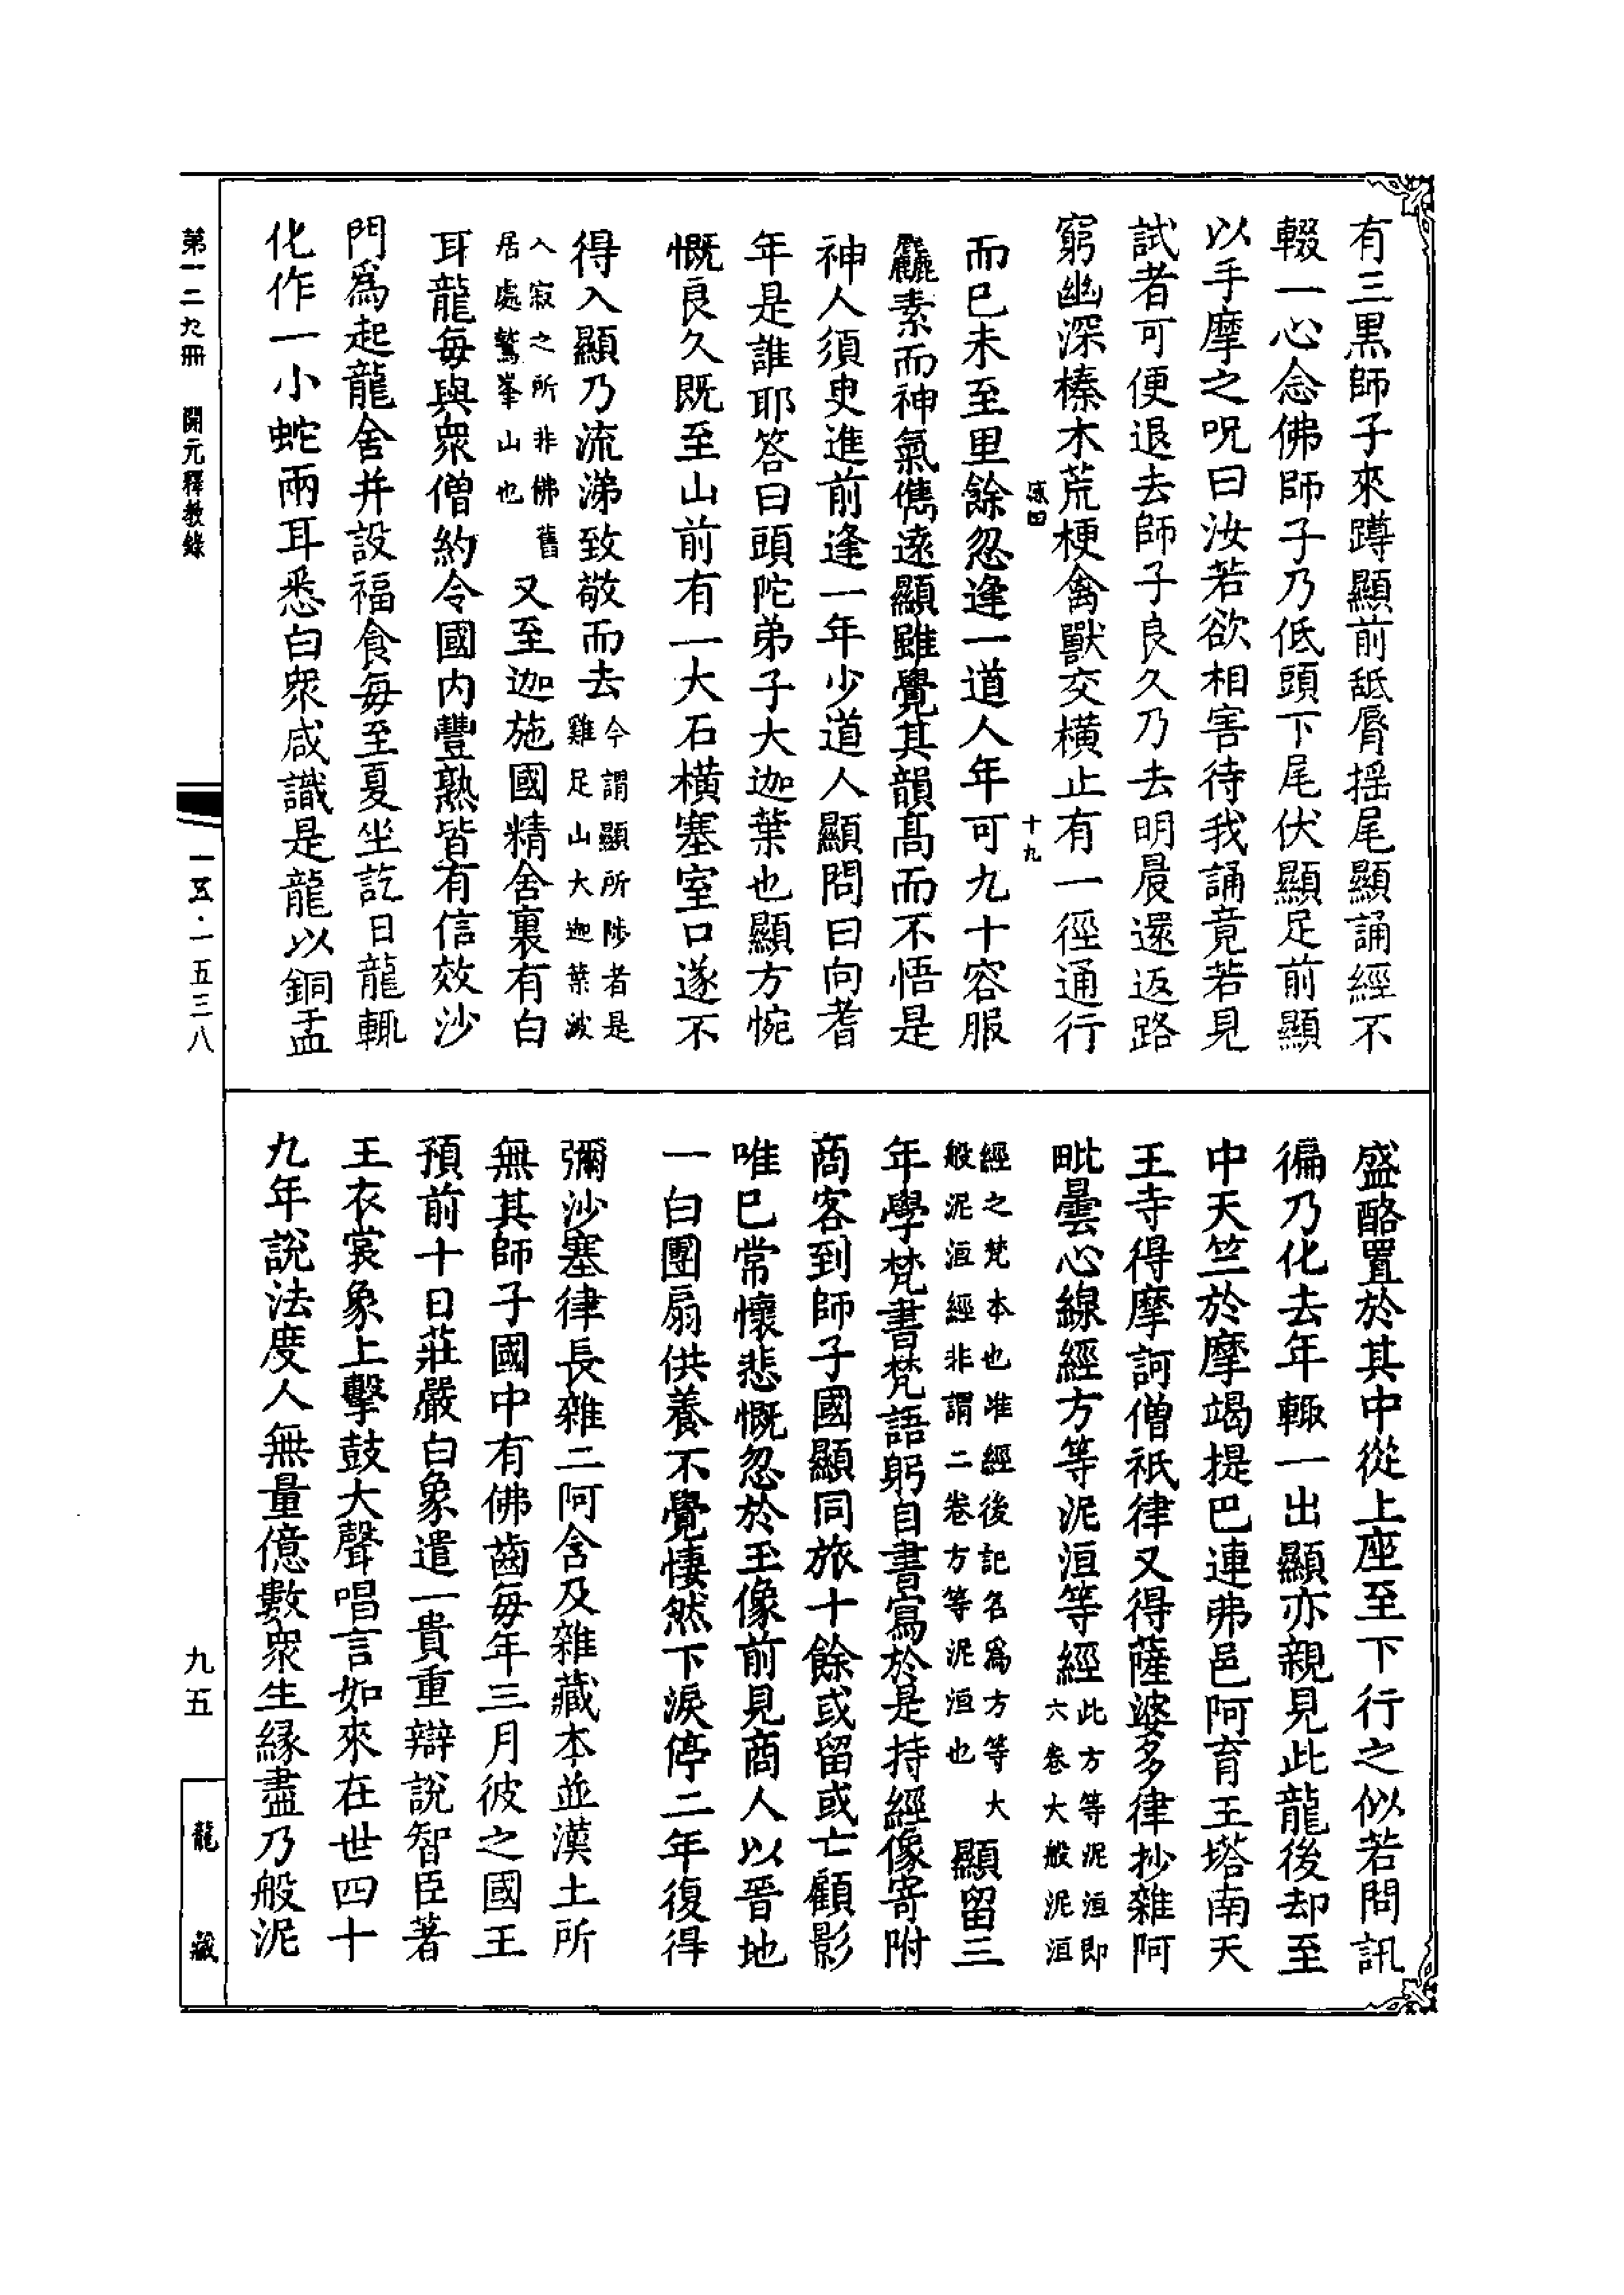 有三黑師子來蹲顯前舐脣搖尾顯誦經不
輟一心念佛師子乃低頭下尾伏顯足前顯
以手摩之呪曰汝若欲相害待我誦竟若見
試者可便退去師子良久乃去明晨還返路
窮幽深榛木荒梗禽獸交橫止有一徑通行
十九
而已未至里餘忽逢一道人年可九十容服
麤素而神氣儁遠顯雖覺其韻高而不悟是
神人須臾進前逢一年少道人顯問曰向耆
年是誰耶答曰頭陀弟子大迦葉也顯方惋
慨良久既至山前有一大石橫塞室口遂不
得入顯乃流涕致敬而去今謂顯所陟者是雞足山大迦葉波
入寂之所非佛舊居處鷲峯山也又至迦施國精舍裏有白
耳龍每與衆僧約令國内豐熟皆有信效沙
門爲起龍舍并設福食每至夏坐訖日龍輒
化作一小蛇兩耳悉白衆咸識是龍以銅盂
盛酪置於其中從上座至下行之似若問訊
徧乃化去年輙一出顯亦親見此龍後却至
中天竺於摩竭提巴連弗邑阿育王塔南天
王寺得摩訶僧祇律又得薩婆多律抄雜阿
毗曇心線經方等泥洹等經此方等泥洹即六卷大般泥洹
經之梵本也准經後記名爲方等大般泥洹經非謂二卷方等泥洹也顯留三
年學梵書梵語躬自書寫於是持經像寄附
商客到師子國顯同旅十餘或留或亡顧影
唯已常懷悲慨忽於玉像前見商人以晉地
一白團扇供養不覺悽然下淚停二年復得
彌沙塞律長雜二阿含及雜藏本並漢土所
無其師子國中有佛齒每年三月彼之國王
預前十日莊嚴白象遣一貴重辯說智臣著
王衣裳象上擊鼓大聲唱言如來在世四十
九年說法度人無量億數衆生緣盡乃般泥
第一二九冊 開元釋教錄
一五·一五三八
九五
龍藏